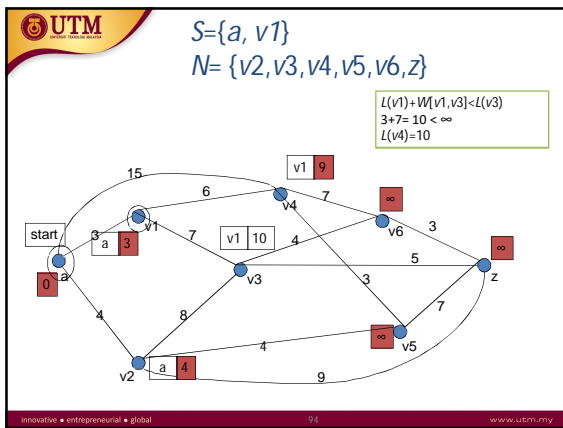 UTM
UNIVERSITI TEKNOLOGI MALAYSIA
S={a, v1}
N= {v2,v3,v4,v5,v6,z}
L(v1)+W[v1,v3]<L(v3)
3+7= 10 < ∞
L(v4)=10
15
v1 9
6
v4
7
∞
start
3
v1
a 3
7
v1 10
4
v6
3
∞
0
a
v3
5
z
4
8
3
7
∞
v5
4
v2
a 4
9
innovative ● entrepreneurial ● global
94
www.utm.my